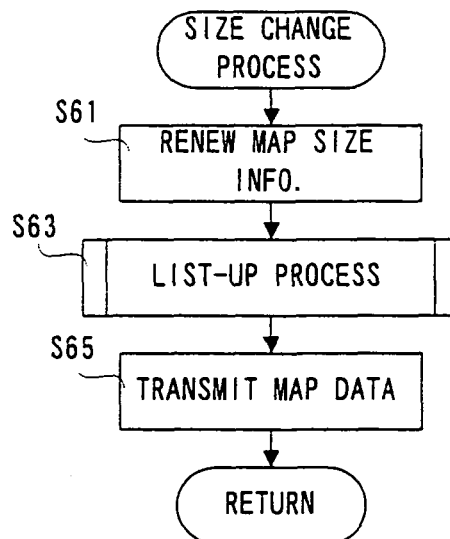 SIZE CHANGE
PROCESS
S61
RENEW MAP SIZE
INFO.
S63
LIST-UP PROCESS
S65
TRANSMIT MAP DATA
RETURN